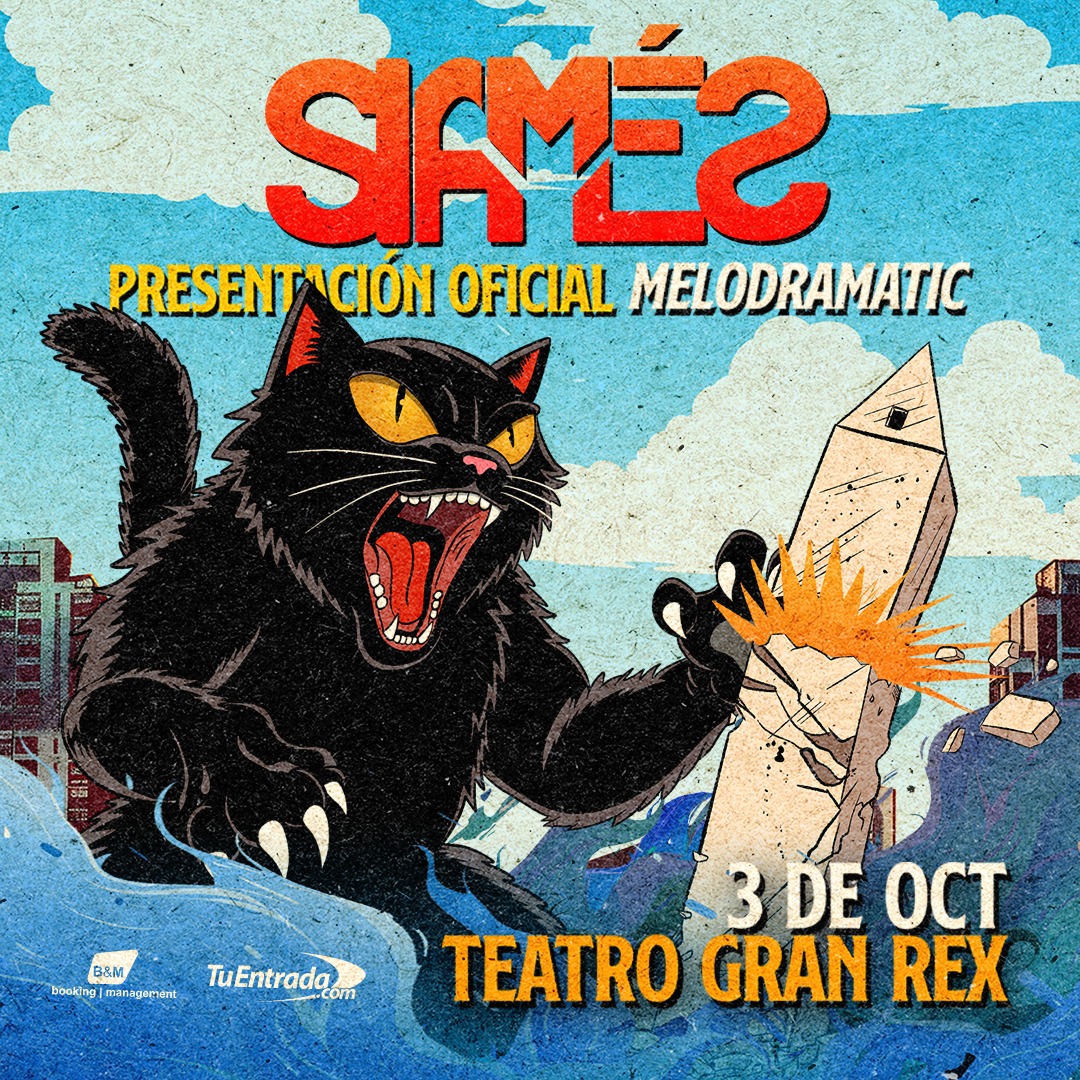 SIAMÉS
PRESENTACIÓN OFICIAL MELODRAMATIC
3 DE OCT
TEATRO GRAN REX
B&M
booking | management
TuEntrada
.com